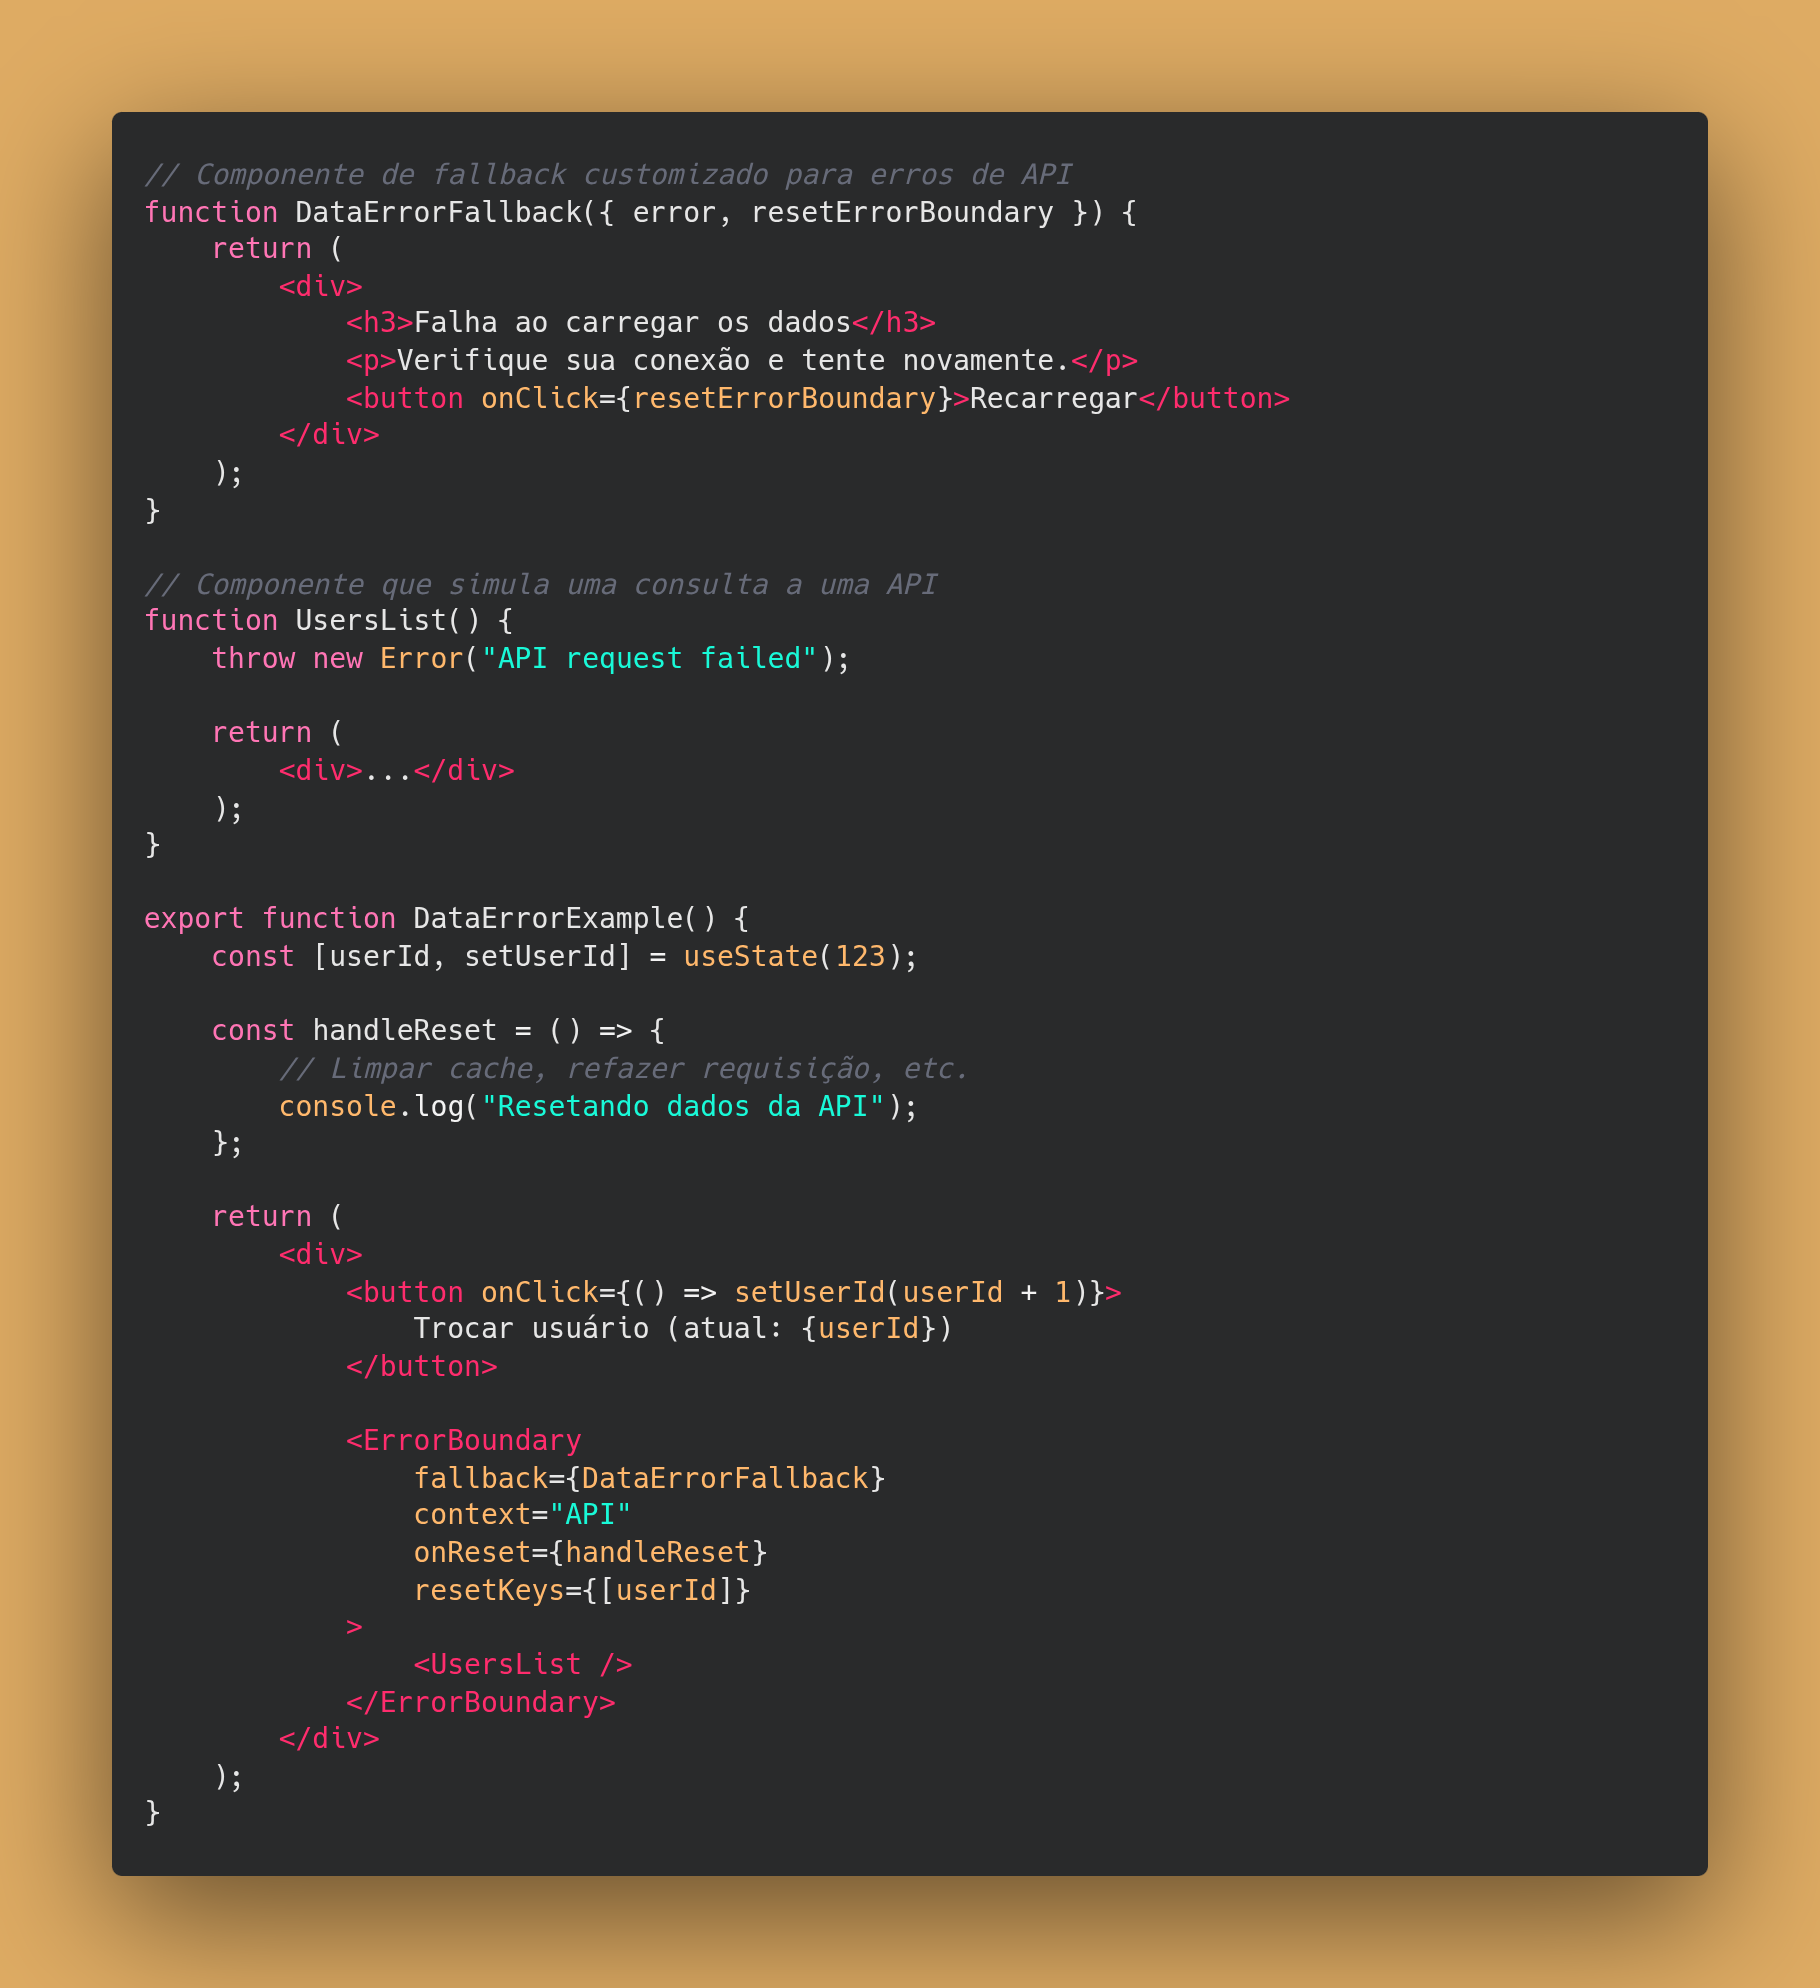 // Componente de fallback customizado para erros de API
function DataErrorFallback({ error, resetErrorBoundary }) {
    return (
        <div>
            <h3>Falha ao carregar os dados</h3>
            <p>Verifique sua conexão e tente novamente.</p>
            <button onClick={resetErrorBoundary}>Recarregar</button>
        </div>
    );
}

// Componente que simula uma consulta a uma API
function UsersList() {
    throw new Error("API request failed");

    return (
        <div>...</div>
    );
}

export function DataErrorExample() {
    const [userId, setUserId] = useState(123);

    const handleReset = () => {
        // Limpar cache, refazer requisição, etc.
        console.log("Resetando dados da API");
    };

    return (
        <div>
            <button onClick={() => setUserId(userId + 1)}>
                Trocar usuário (atual: {userId})
            </button>

            <ErrorBoundary
                fallback={DataErrorFallback}
                context="API"
                onReset={handleReset}
                resetKeys={[userId]}
            >
                <UsersList />
            </ErrorBoundary>
        </div>
    );
}